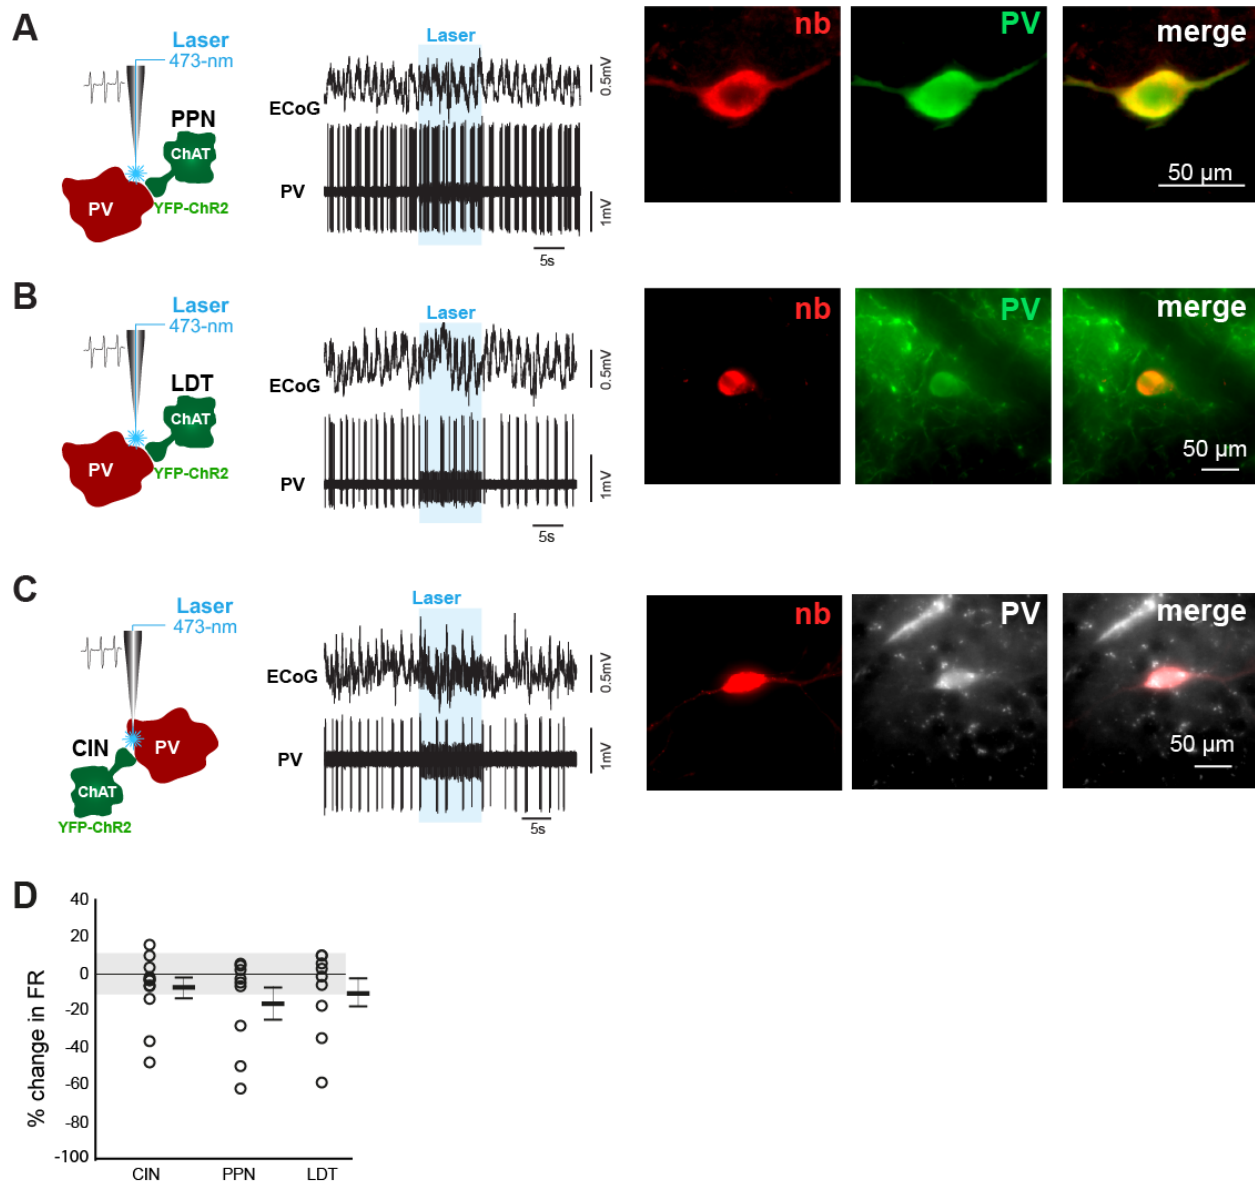 A
Laser
473-nm
PPN
ChAT
PV
YFP-ChR2
Laser
ECoG
0.5mV
PV
1mV
5s
nb
PV
merge
50 µm
B
Laser
473-nm
LDT
ChAT
PV
YFP-ChR2
Laser
ECoG
0.5mV
PV
1mV
5s
nb
PV
merge
50 µm
C
Laser
473-nm
CIN
PV
ChAT
YFP-ChR2
Laser
ECoG
0.5mV
PV
1mV
5s
nb
PV
merge
50 µm
D
% change in FR
40
20
0
-20
-40
-60
-80
-100
CIN PPN LDT